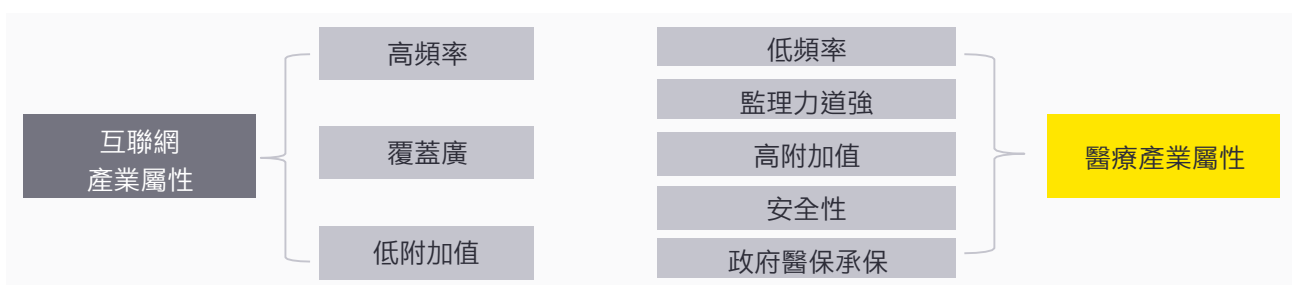 互聯網
產業屬性
高頻率
覆蓋廣
低附加值
低頻率
監理力道強
高附加值
安全性
政府醫保承保
醫療產業屬性